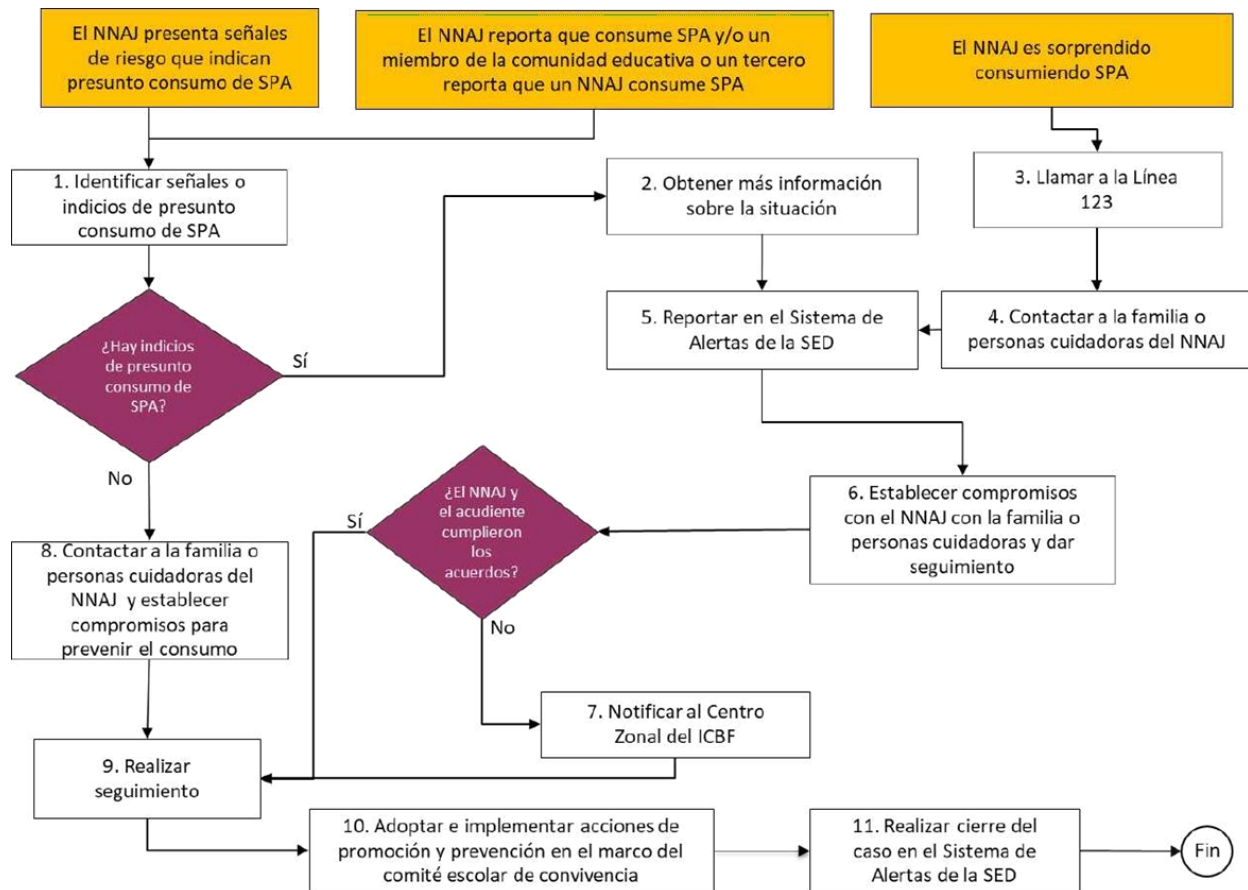 El NNAJ presenta señales
de riesgo que indican
presunto consumo de SPA
El NNAJ reporta que consume SPA y/o un
miembro de la comunidad educativa o un tercero
reporta que un NNAJ consume SPA
El NNAJ es sorprendido
consumiendo SPA
1. Identificar señales o
indicios de presunto
consumo de SPA
2. Obtener más información
sobre la situación
3. Llamar a la Línea
123
¿Hay indicios
de presunto
consumo de
SPA?
Sí
No
5. Reportar en el Sistema de
Alertas de la SED
4. Contactar a la familia o
personas cuidadoras del NNAJ
6. Establecer compromisos
con el NNAJ con la familia o
personas cuidadoras y dar
seguimiento
¿El NNAJ y
el acudiente
cumplieron
los
acuerdos?
Sí
No
8. Contactar a la familia o
personas cuidadoras del
NNAJ y establecer
compromisos para
prevenir el consumo
7. Notificar al Centro
Zonal del ICBF
9. Realizar
seguimiento
10. Adoptar e implementar acciones de
promoción y prevención en el marco del
comité escolar de convivencia
11. Realizar cierre del
caso en el Sistema de
Alertas de la SED
Fin